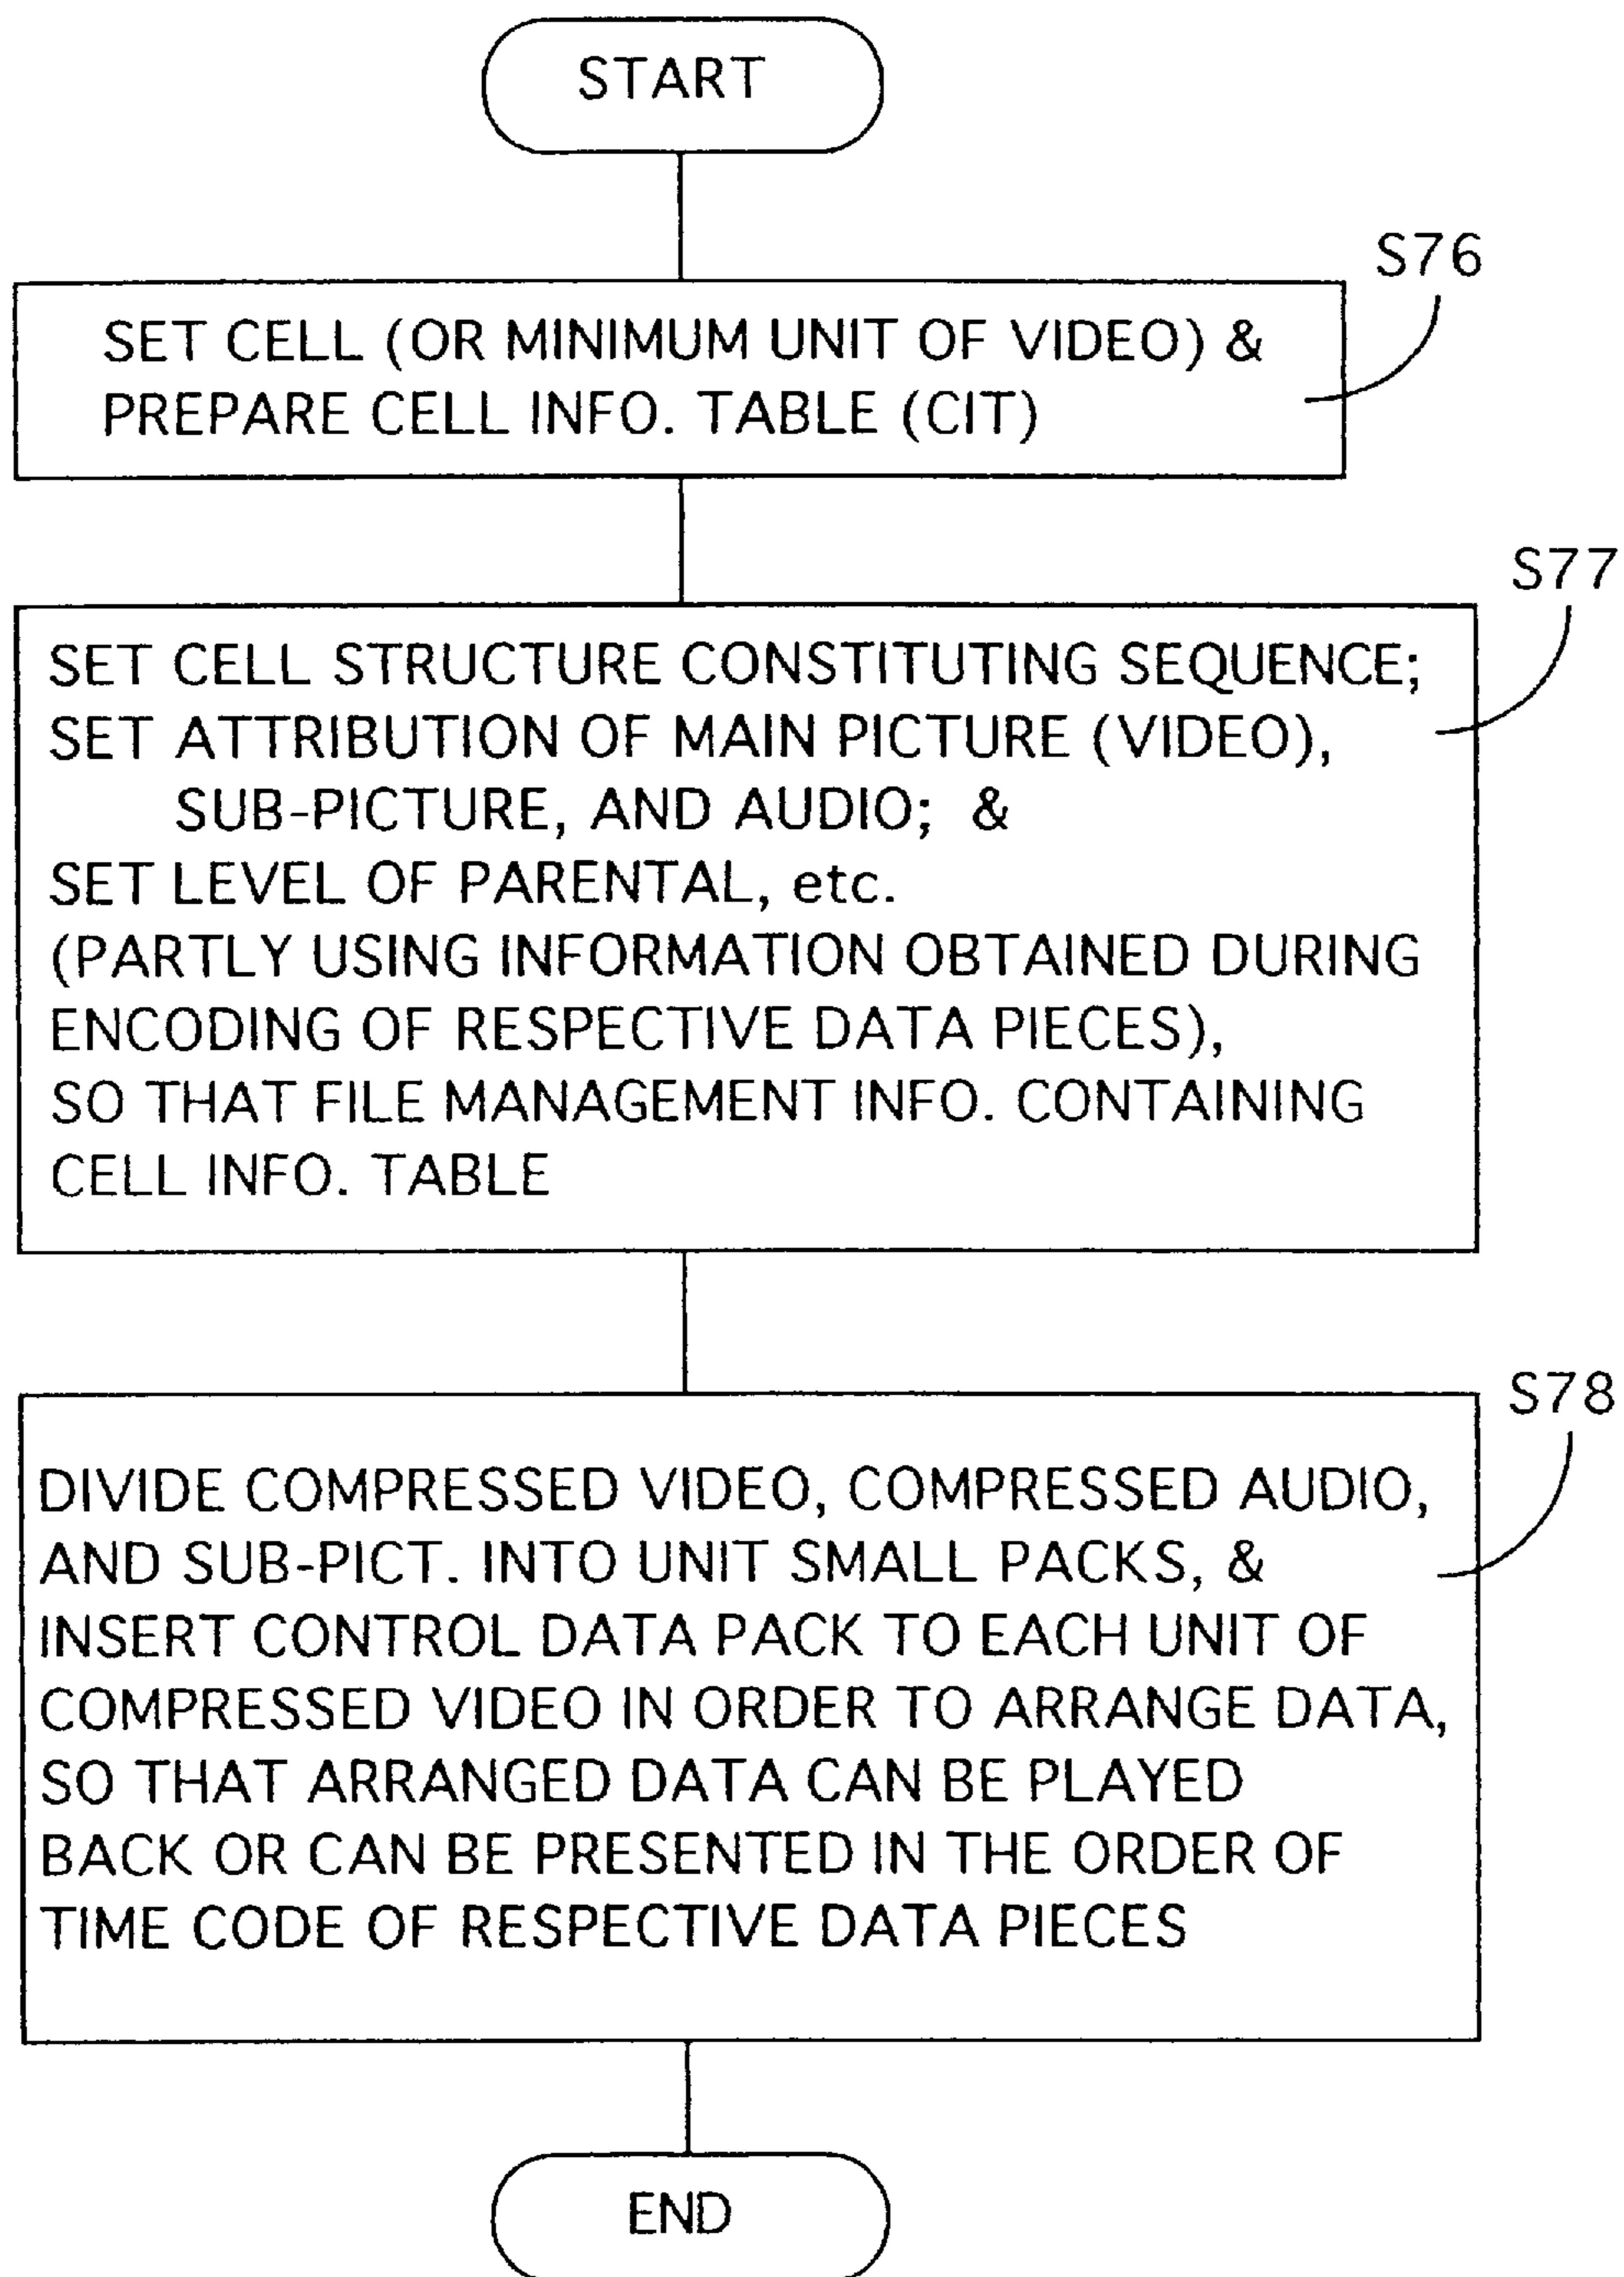 START
S76
SET CELL (OR MINIMUM UNIT OF VIDEO) &
PREPARE CELL INFO. TABLE (CIT)
S77
SET CELL STRUCTURE CONSTITUTING SEQUENCE;
SET ATTRIBUTION OF MAIN PICTURE (VIDEO),
SUB-PICTURE, AND AUDIO; &
SET LEVEL OF PARENTAL, etc.
(PARTLY USING INFORMATION OBTAINED DURING
ENCODING OF RESPECTIVE DATA PIECES),
SO THAT FILE MANAGEMENT INFO. CONTAINING
CELL INFO. TABLE
S78
DIVIDE COMPRESSED VIDEO, COMPRESSED AUDIO,
AND SUB-PICT. INTO UNIT SMALL PACKS, &
INSERT CONTROL DATA PACK TO EACH UNIT OF
COMPRESSED VIDEO IN ORDER TO ARRANGE DATA,
SO THAT ARRANGED DATA CAN BE PLAYED
BACK OR CAN BE PRESENTED IN THE ORDER OF
TIME CODE OF RESPECTIVE DATA PIECES
END